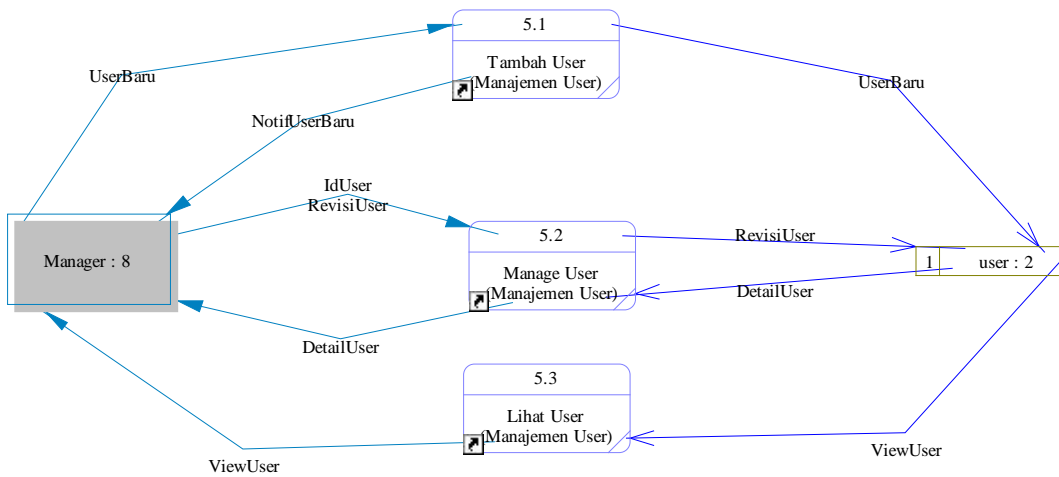 5.1
Tambah User
(Manajemen User)
UserBaru
UserBaru
NotifUserBaru
IdUser
RevisiUser
Manager : 8
5.2
Manage User
(Manajemen User)
RevisiUser
1 user : 2
DetailUser
DetailUser
5.3
Lihat User
(Manajemen User)
ViewUser
ViewUser